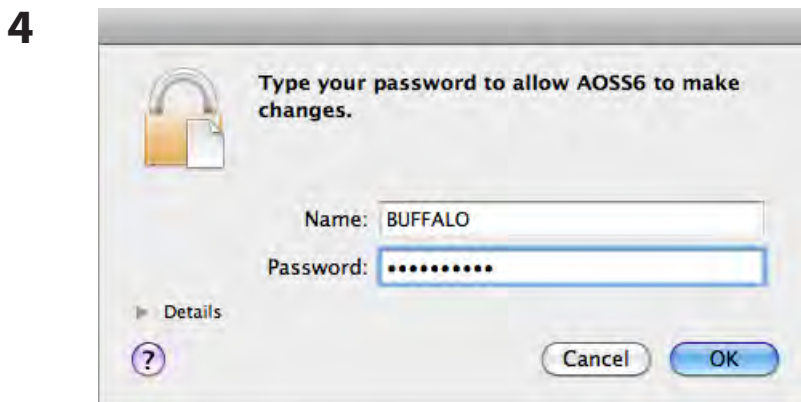 4
Type your password to allow AOSS6 to make
changes.
Name: BUFFALO
Password: ••••••••••
Details
?
Cancel OK